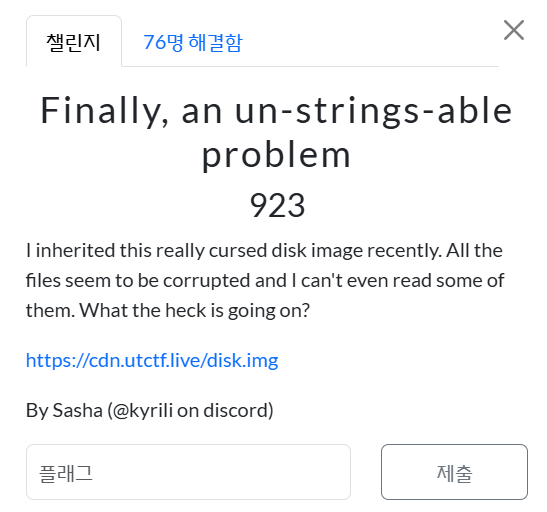 챌린지
76명 해결함
Finally, an un-strings-able
problem
923
I inherited this really cursed disk image recently. All the
files seem to be corrupted and I can't even read some of
them. What the heck is going on?
https://cdn.utctf.live/disk.img
By Sasha (@kyrili on discord)
플래그
제출